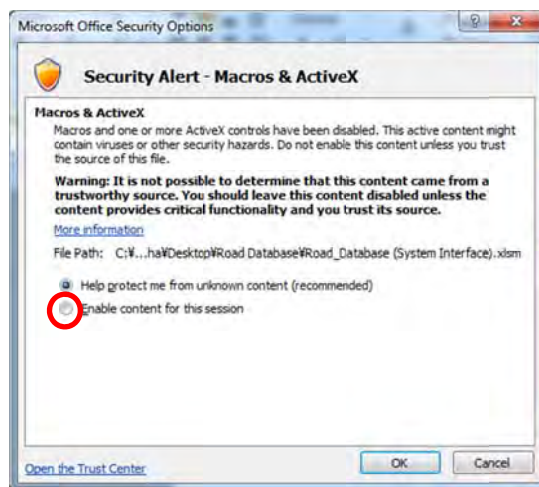 Microsoft Office Security Options
Security Alert - Macros & ActiveX
Macros & ActiveX
Macros and one or more ActiveX controls have been disabled. This active content might
contain viruses or other security hazards. Do not enable this content unless you trust
the source of this file.
Warning: It is not possible to determine that this content came from a
trustworthy source. You should leave this content disabled unless the
content provides critical functionality and you trust its source.
More information
File Path: C:¥...ha¥Desktop¥Road Database¥Road_Database (System Interface).xlsm
Help protect me from unknown content (recommended)
Enable content for this session
Open the Trust Center
OK
Cancel